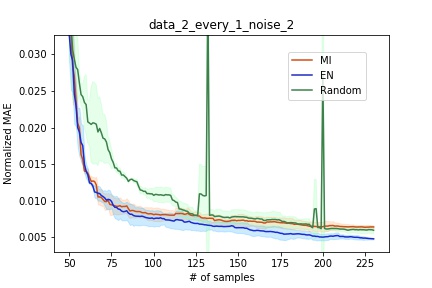 data_2_every_1_noise_2
Normalized MAE
0.030
0.025
0.020
0.015
0.010
0.005
MI
EN
Random
50 75 100 125 150 175 200 225
# of samples